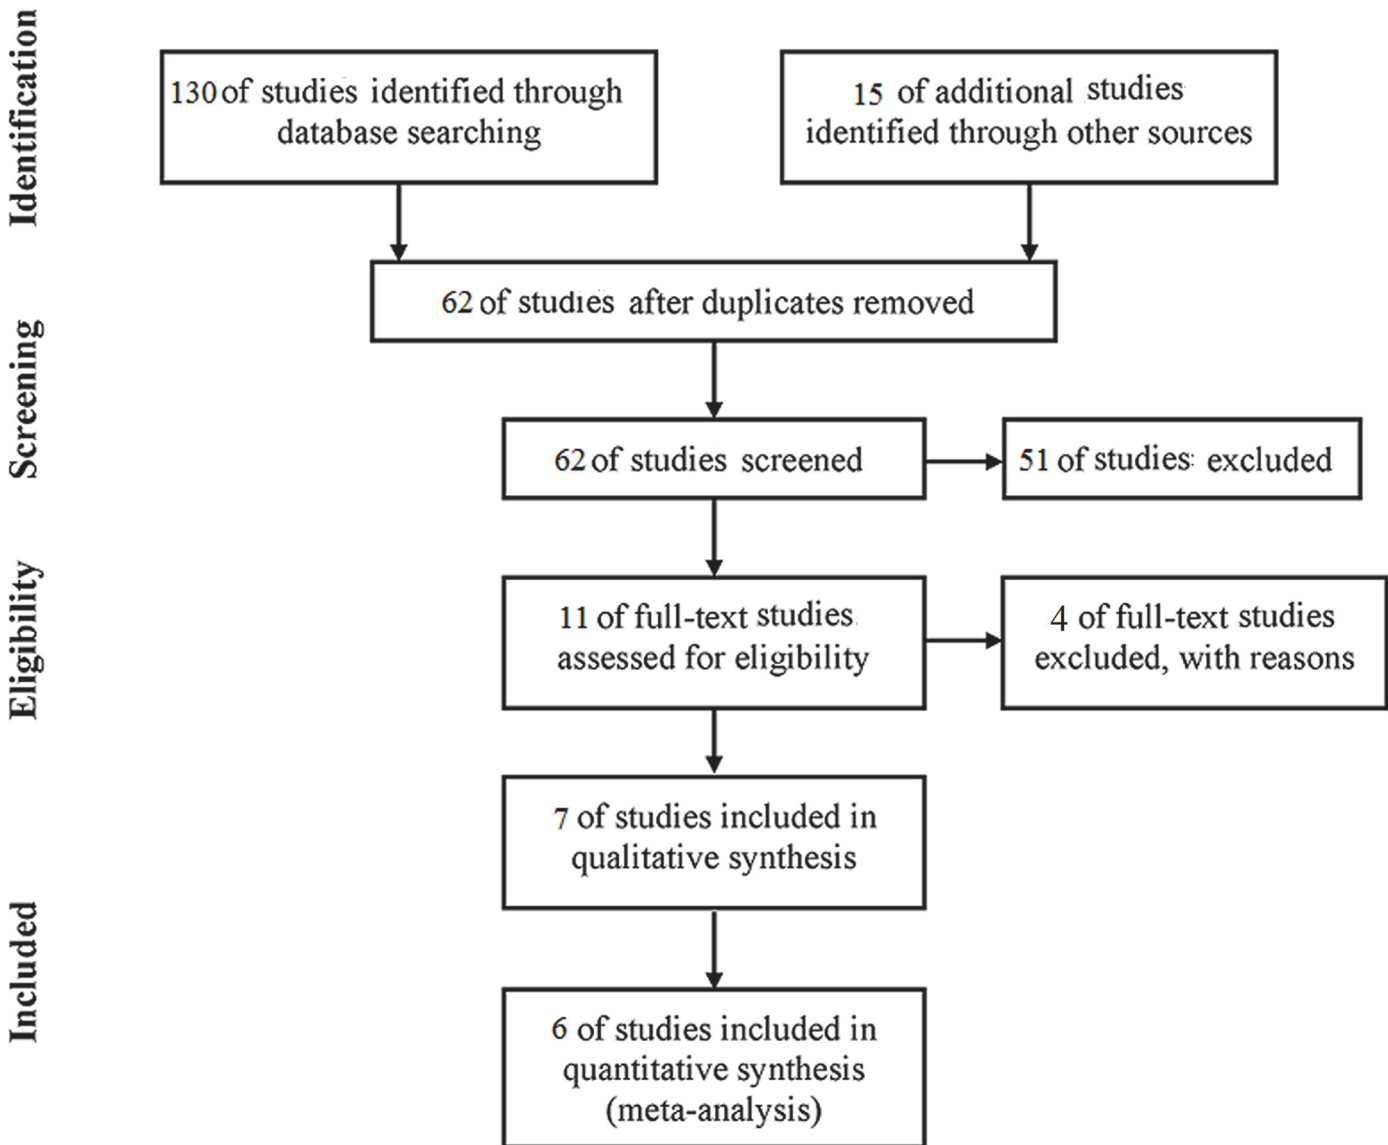 Identification
130 of studies identified through
database searching
15 of additional studies
identified through other sources
62 of studies after duplicates removed
Screening
62 of studies screened
51 of studies excluded
Eligibility
11 of full-text studies
assessed for eligibility
4 of full-text studies
excluded, with reasons
Included
7 of studies included in
qualitative synthesis
6 of studies included in
quantitative synthesis
(meta-analysis)